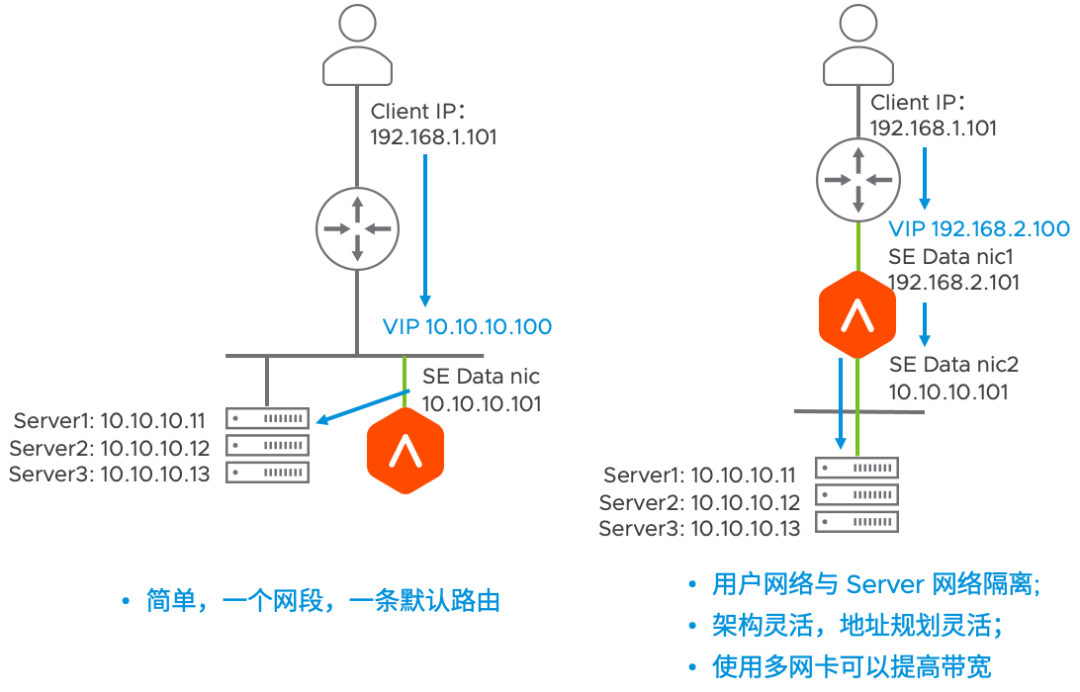 Client IP：
192.168.1.101
VIP 10.10.10.100
SE Data nic
10.10.10.101
Server1: 10.10.10.11
Server2: 10.10.10.12
Server3: 10.10.10.13
• 简单，一个网段，一条默认路由
Client IP：
192.168.1.101
VIP 192.168.2.100
SE Data nic1
192.168.2.101
SE Data nic2
10.10.10.101
Server1: 10.10.10.11
Server2: 10.10.10.12
Server3: 10.10.10.13
• 用户网络与 Server 网络隔离;
• 架构灵活，地址规划灵活；
• 使用多网卡可以提高带宽